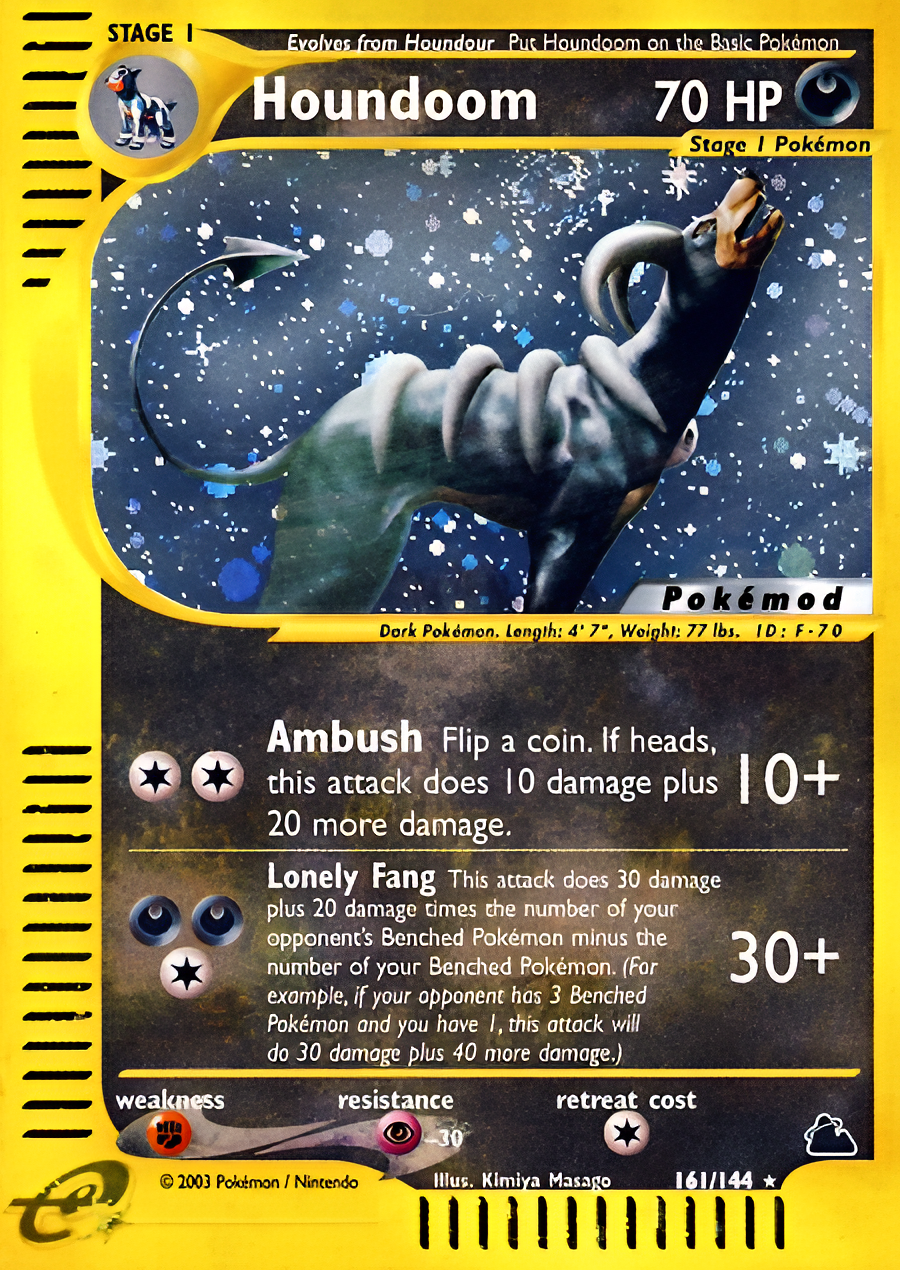 STAGE 1
Evolves from Houndour Put Houndoom on the Basic Pokémon
Houndoom 70 HP
Stage 1 Pokémon
Pokémod
Dark Pokémon. Length: 4' 7", Weight: 77 lbs. ID: F-70
Ambush Flip a coin. If heads,
this attack does 10 damage plus
20 more damage.
10+
Lonely Fang This attack does 30 damage
plus 20 damage times the number of your
opponent's Benched Pokémon minus the
number of your Benched Pokémon. (For
example, if your opponent has 3 Benched
Pokémon and you have 1, this attack will
do 30 damage plus 40 more damage.)
30+
weakness resistance retreat cost
-30
© 2003 Pokémon / Nintendo Illus. Kimiya Masago 161/144
e